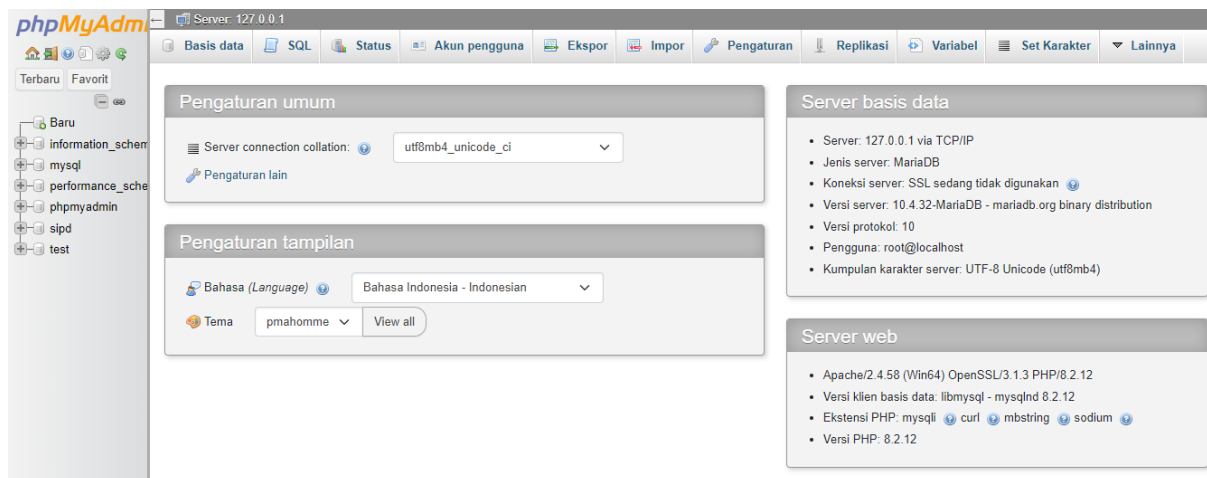 phpMyAdmi
Server: 127.0.0.1
Basis data SQL Status Akun pengguna Ekspor Impor Pengaturan Replikasi Variabel Set Karakter Lainnya
Terbaru Favorit
Baru
information_schem
mysql
performance_sche
phpmyadmin
sipd
test
Pengaturan umum
Server connection collation: utf8mb4_unicode_ci
Pengaturan lain
Pengaturan tampilan
Bahasa (Language) Bahasa Indonesia - Indonesian
Tema pmahomme View all
Server basis data
Server: 127.0.0.1 via TCP/IP
Jenis server: MariaDB
Koneksi server: SSL sedang tidak digunakan
Versi server: 10.4.32-MariaDB - mariadb.org binary distribution
Versi protokol: 10
Pengguna: root@localhost
Kumpulan karakter server: UTF-8 Unicode (utf8mb4)
Server web
Apache/2.4.58 (Win64) OpenSSL/3.1.3 PHP/8.2.12
Versi klien basis data: libmysql - mysqlnd 8.2.12
Ekstensi PHP: mysqli curl mbstring sodium
Versi PHP: 8.2.12